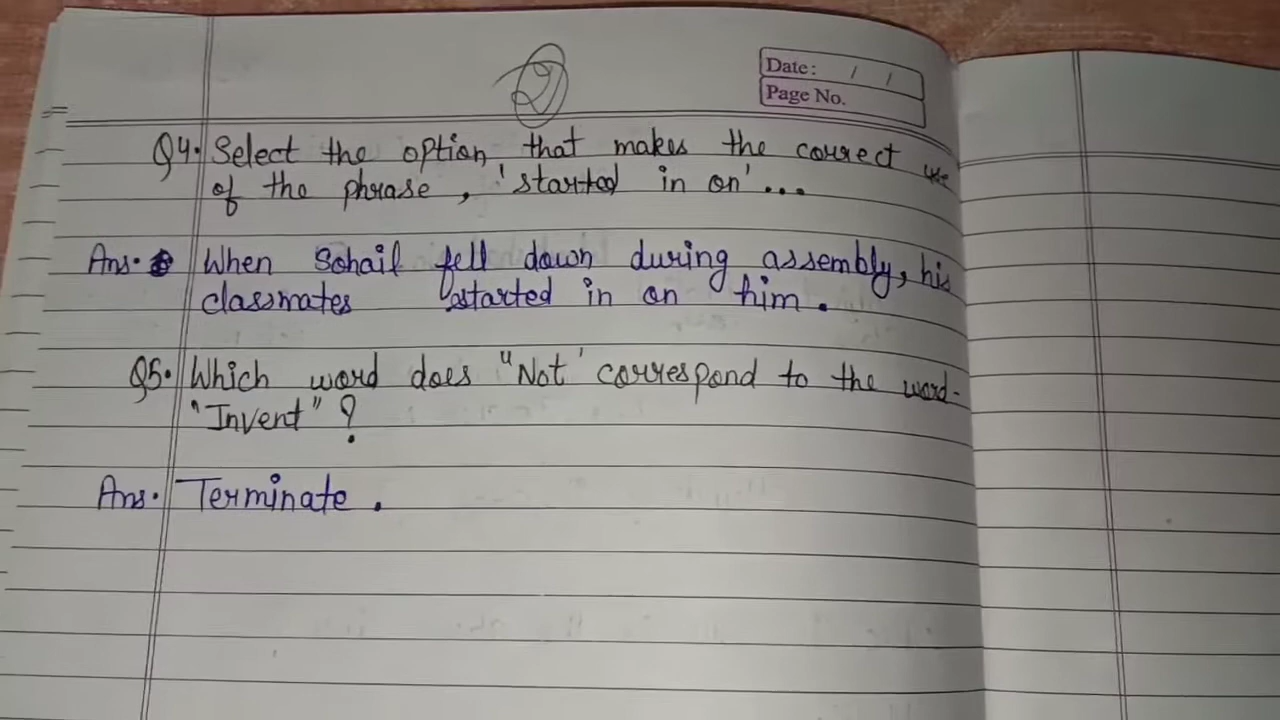 2
Date: / /
Page No.
Q4. Select the option that makes the correct use
of the phrase, 'started in on'...
Ans. When Sohail fell down during assembly, his
classmates started in on him.
Q5. Which word does "Not' correspond to the word-
"Invent"?
Ans. Terminate.